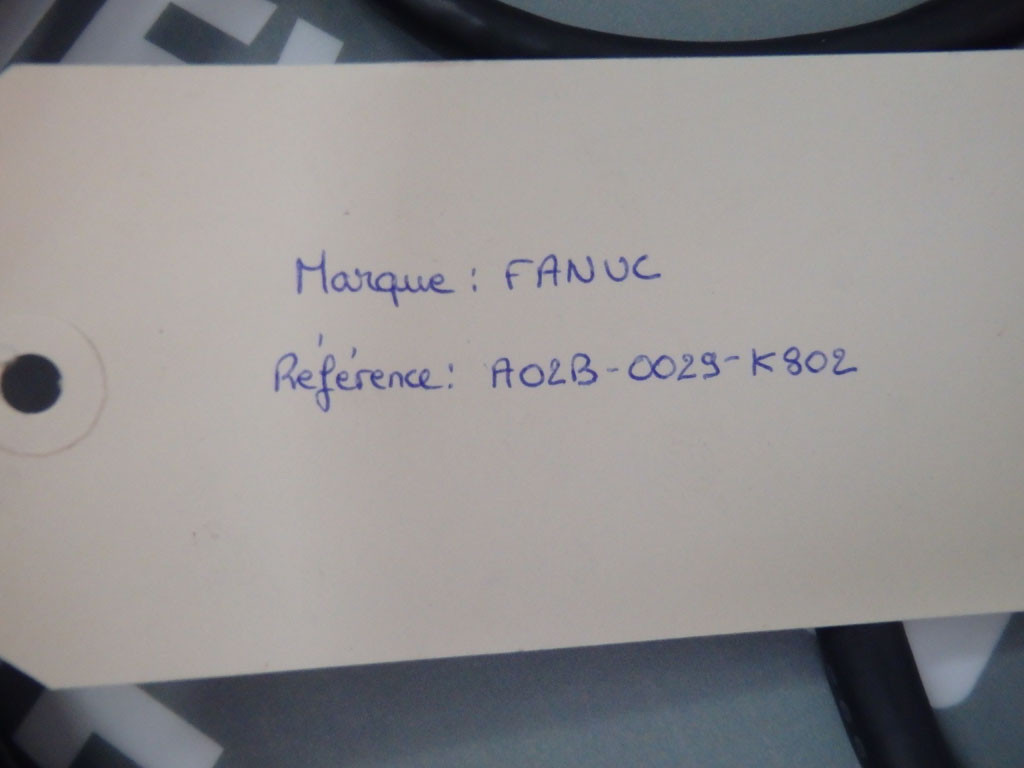 Marque : FANUC
Référence : A02B-0029-K802